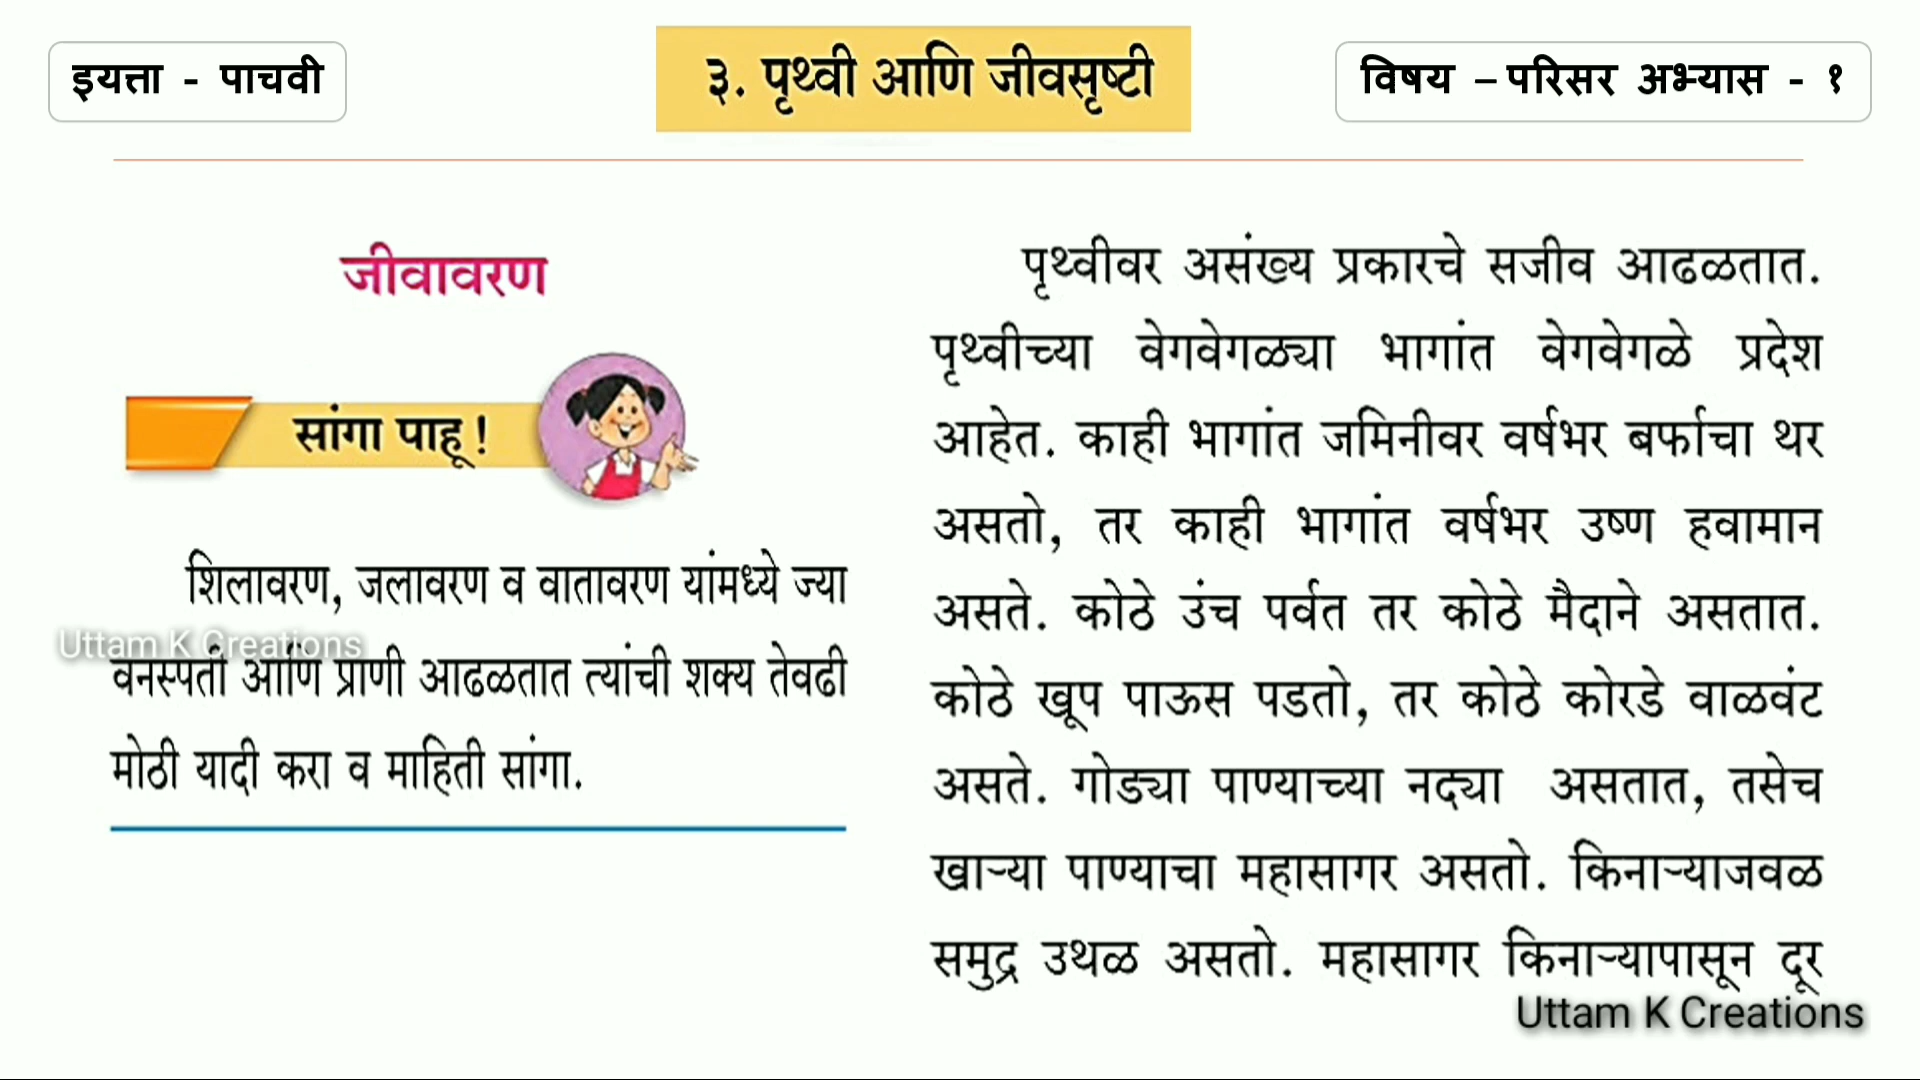 इयत्ता - पाचवी
३. पृथ्वी आणि जीवसृष्टी
विषय – परिसर अभ्यास - १
जीवावरण
सांगा पाहू !
शिलावरण, जलावरण व वातावरण यांमध्ये ज्या
Uttam K Creations
वनस्पती आणि प्राणी आढळतात त्यांची शक्य तेवढी
मोठी यादी करा व माहिती सांगा.
पृथ्वीवर असंख्य प्रकारचे सजीव आढळतात.
पृथ्वीच्या वेगवेगळ्या भागांत वेगवेगळे प्रदेश
आहेत. काही भागांत जमिनीवर वर्षभर बर्फाचा थर
असतो, तर काही भागांत वर्षभर उष्ण हवामान
असते. कोठे उंच पर्वत तर कोठे मैदाने असतात.
कोठे खूप पाऊस पडतो, तर कोठे कोरडे वाळवंट
असते. गोड्या पाण्याच्या नद्या असतात, तसेच
खाऱ्या पाण्याचा महासागर असतो. किनाऱ्याजवळ
समुद्र उथळ असतो. महासागर किनाऱ्यापासून दूर
Uttam K Creations